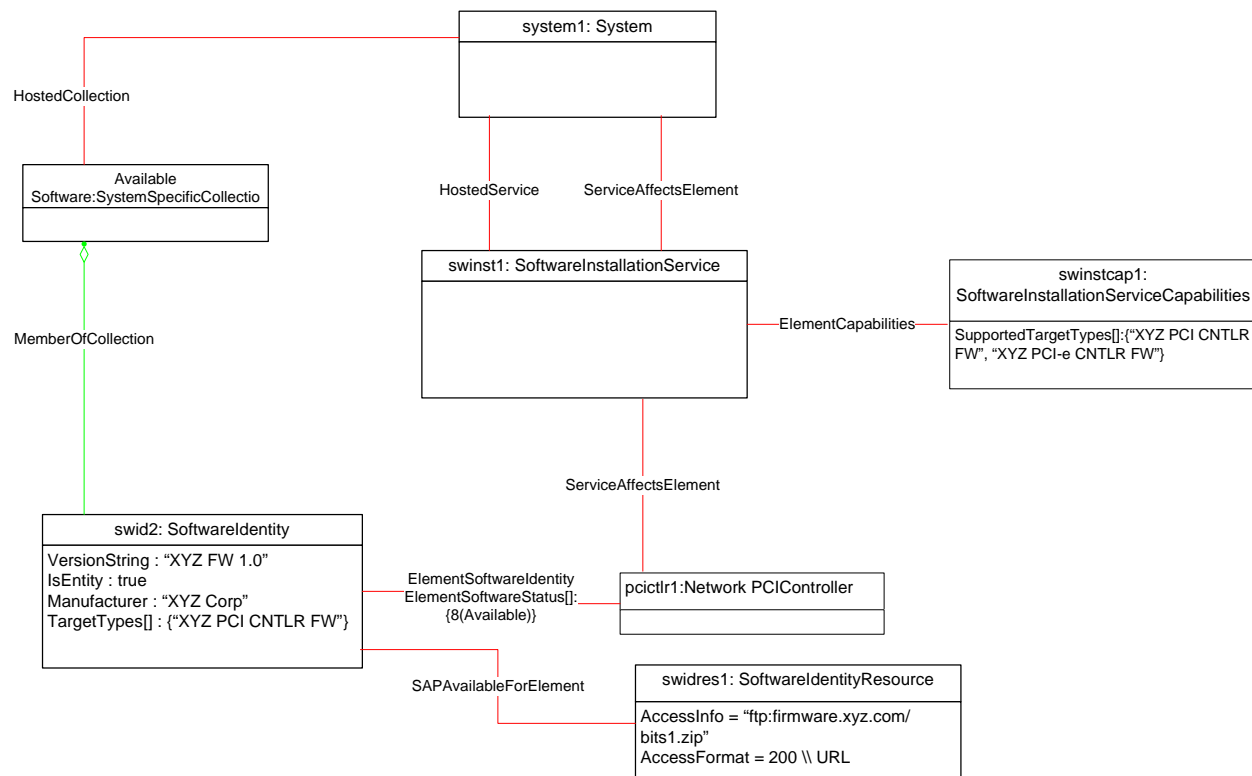 system1: System
HostedCollection
Available
Software:SystemSpecificCollectio
HostedService
ServiceAffectsElement
swinst1: SoftwareInstallationService
swinstcap1:
SoftwareInstallationServiceCapabilities
ElementCapabilities
SupportedTargetTypes[]:{“XYZ PCI CNTLR
FW”, “XYZ PCI-e CNTLR FW”}
MemberOfCollection
ServiceAffectsElement
swid2: SoftwareIdentity
VersionString : “XYZ FW 1.0”
IsEntity : true
Manufacturer : “XYZ Corp”
TargetTypes[] : {“XYZ PCI CNTLR FW”}
ElementSoftwareIdentity
ElementSoftwareStatus[]:
{8(Available)}
pcictlr1:Network PCIController
SAPAvailableForElement
swidres1: SoftwareIdentityResource
AccessInfo = “ftp:firmware.xyz.com/
bits1.zip”
AccessFormat = 200 \\ URL